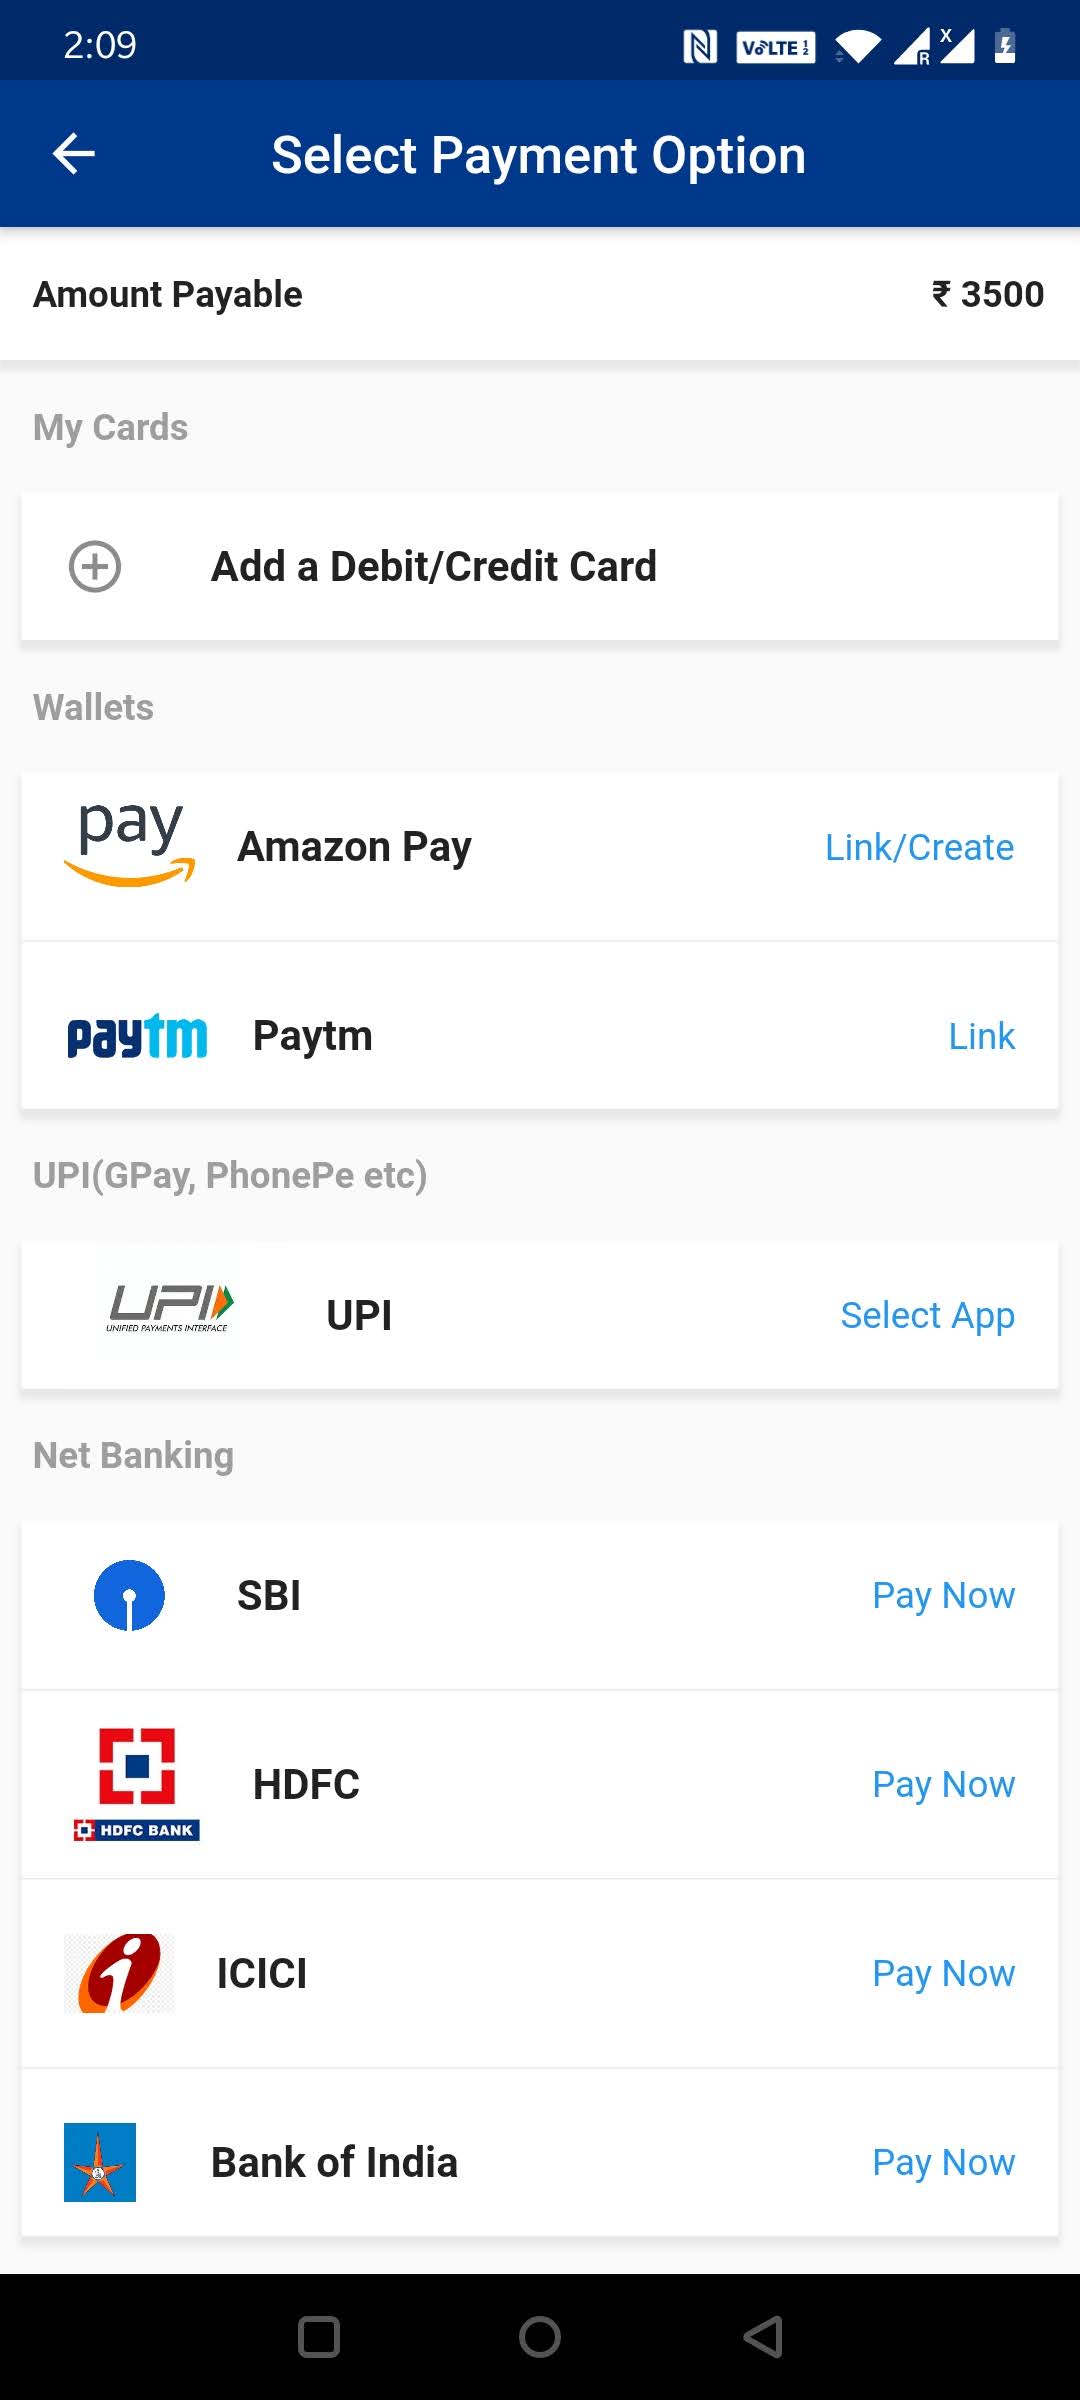 2:09
VoLTE 1 2
R X
Select Payment Option
Amount Payable ₹ 3500
My Cards
Add a Debit/Credit Card
Wallets
pay Amazon Pay Link/Create
paytm Paytm Link
UPI(GPay, PhonePe etc)
UPI UPI Select App
UNIFIED PAYMENTS INTERFACE
Net Banking
SBI Pay Now
HDFC Pay Now
HDFC BANK
i ICICI Pay Now
Bank of India Pay Now